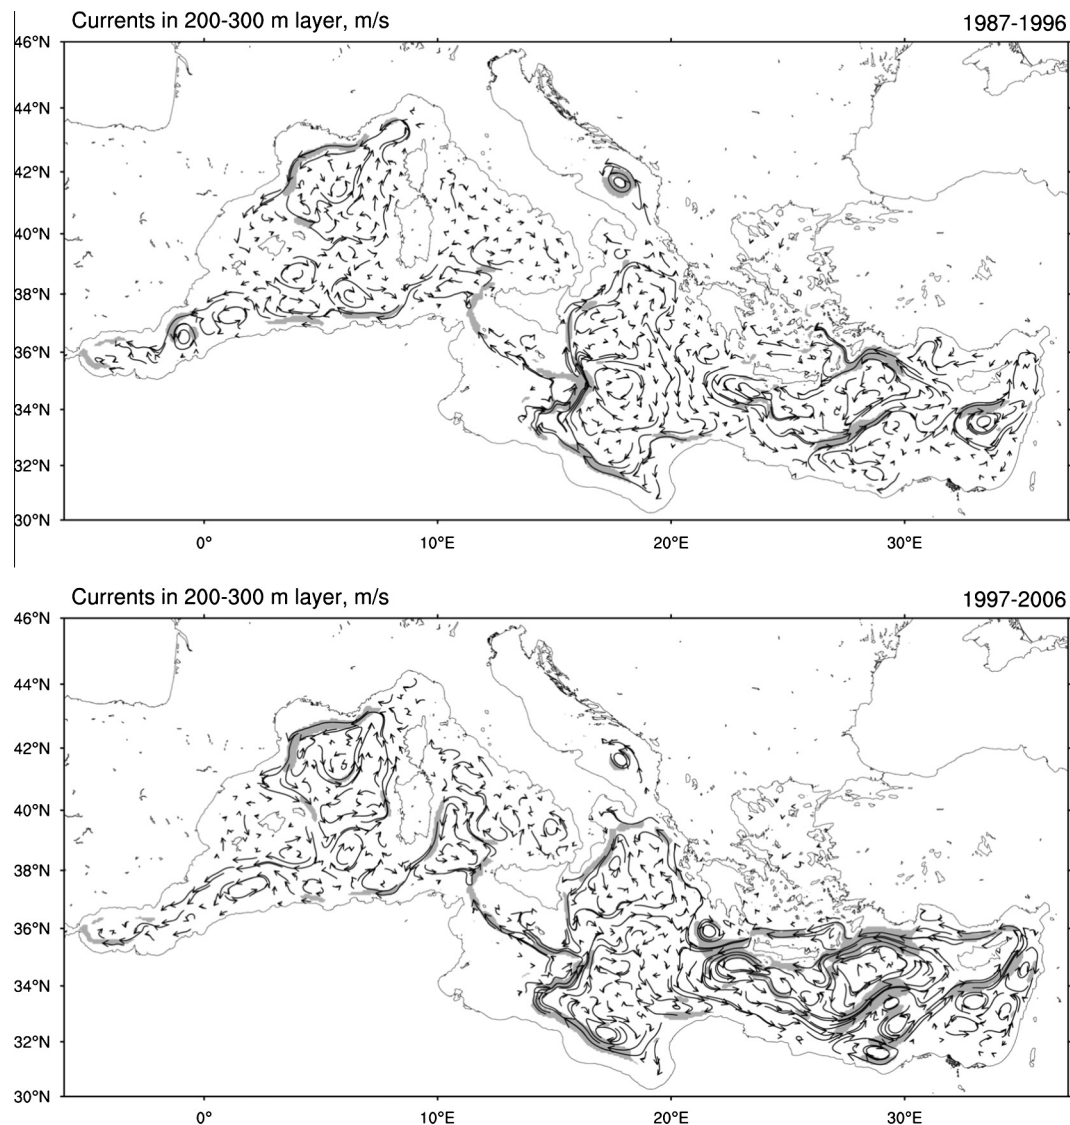 Currents in 200-300 m layer, m/s 1987-1996
46°N
44°N
42°N
40°N
38°N
36°N
34°N
32°N
30°N
0° 10°E 20°E 30°E
Currents in 200-300 m layer, m/s 1997-2006
46°N
44°N
42°N
40°N
38°N
36°N
34°N
32°N
30°N
0° 10°E 20°E 30°E